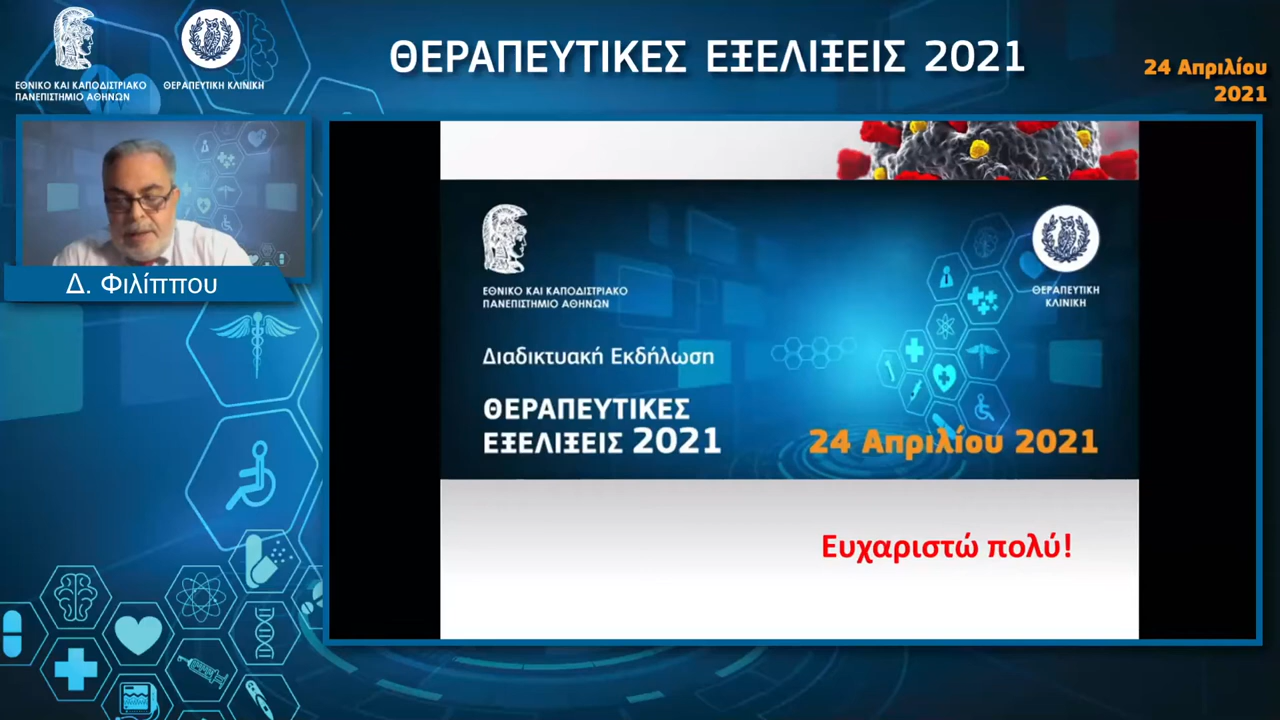 ΕΘΝΙΚΟ ΚΑΙ ΚΑΠΟΔΙΣΤΡΙΑΚΟ
ΠΑΝΕΠΙΣΤΗΜΙΟ ΑΘΗΝΩΝ
ΘΕΡΑΠΕΥΤΙΚΗ ΚΛΙΝΙΚΗ
ΘΕΡΑΠΕΥΤΙΚΕΣ ΕΞΕΛΙΞΕΙΣ 2021
24 Απριλίου
2021
Δ. Φιλίππου
ΕΘΝΙΚΟ ΚΑΙ ΚΑΠΟΔΙΣΤΡΙΑΚΟ
ΠΑΝΕΠΙΣΤΗΜΙΟ ΑΘΗΝΩΝ
ΘΕΡΑΠΕΥΤΙΚΗ
ΚΛΙΝΙΚΗ
Διαδικτυακή Εκδήλωση
ΘΕΡΑΠΕΥΤΙΚΕΣ
ΕΞΕΛΙΞΕΙΣ 2021
24 Απριλίου 2021
Ευχαριστώ πολύ!